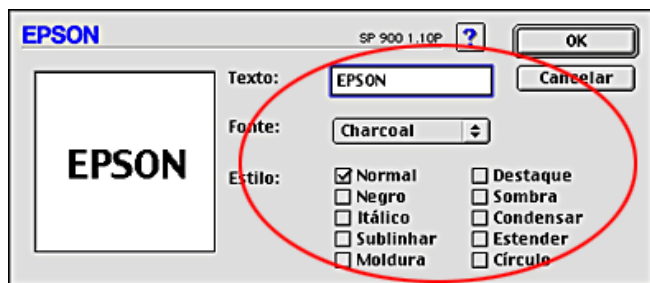 EPSON SP 900 1.10P ? OK
Texto: EPSON Cancelar
Fonte: Charcoal
EPSON
Estilo: Normal Destaque
Negro Sombra
Itálico Condensar
Sublinhar Estender
Moldura Círculo